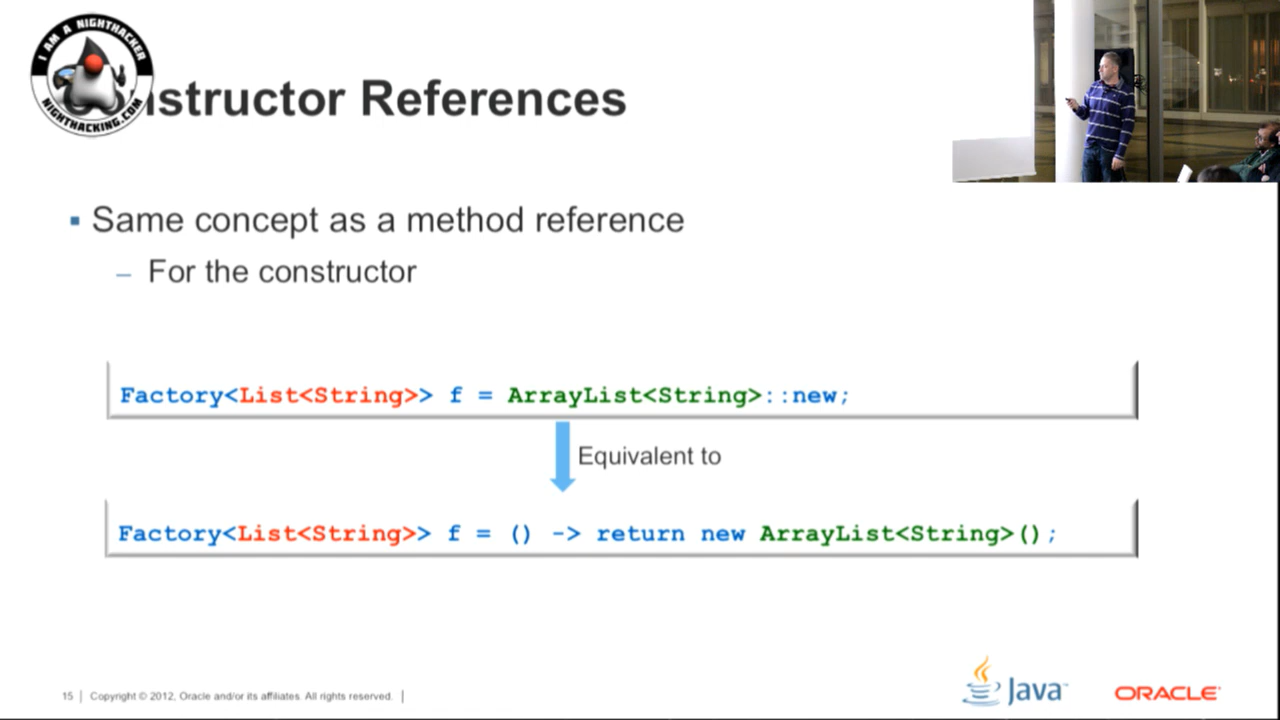 I AM A NIGHTHACKER
NIGHTHACKING.COM
nstructor References
Same concept as a method reference
– For the constructor
Factory<List<String>> f = ArrayList<String>::new;
Equivalent to
Factory<List<String>> f = () -> return new ArrayList<String>();
15 | Copyright © 2012, Oracle and/or its affiliates. All rights reserved. |
Java™
ORACLE®